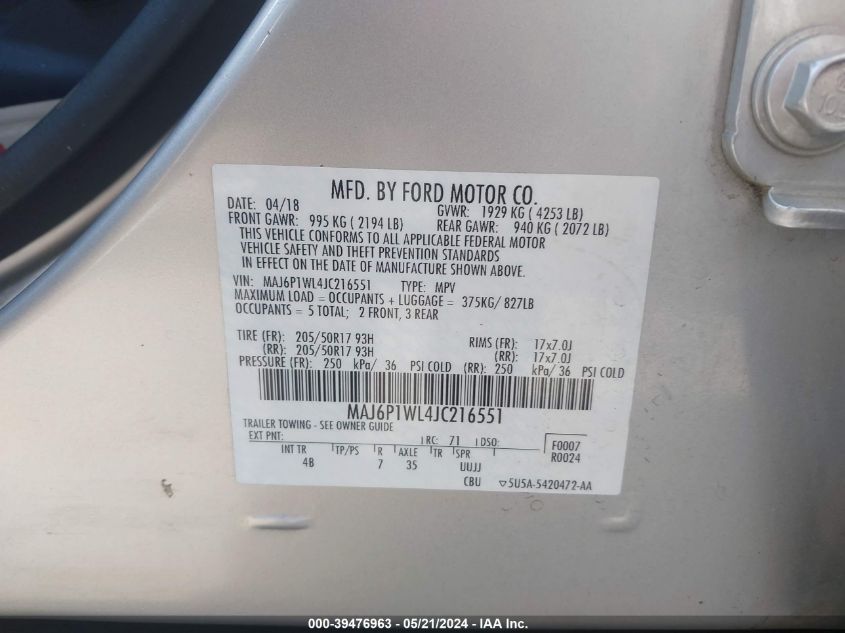 MFD. BY FORD MOTOR CO.
DATE: 04/18 GVWR: 1929 KG ( 4253 LB)
FRONT GAWR: 995 KG ( 2194 LB) REAR GAWR: 940 KG ( 2072 LB)
THIS VEHICLE CONFORMS TO ALL APPLICABLE FEDERAL MOTOR
VEHICLE SAFETY AND THEFT PREVENTION STANDARDS
IN EFFECT ON THE DATE OF MANUFACTURE SHOWN ABOVE.
VIN: MAJ6P1WL4JC216551 TYPE: MPV
MAXIMUM LOAD = OCCUPANTS + LUGGAGE = 375KG/ 827LB
OCCUPANTS = 5 TOTAL; 2 FRONT, 3 REAR
TIRE (FR): 205/50R17 93H RIMS (FR): 17x7.0J
(RR): 205/50R17 93H (RR): 17x7.0J
PRESSURE (FR): 250 kPa/ 36 PSI COLD (RR): 250 kPa/ 36 PSI COLD
MAJ6P1WL4JC216551
TRAILER TOWING - SEE OWNER GUIDE
EXT PNT: RC: 71 DSO: F0007
INT TR TP/PS R AXLE TR SPR R0024
4B 7 35 UUJJ
CBU 5U5A-5420472-AA
000-39476963 - 05/21/2024 - IAA Inc.